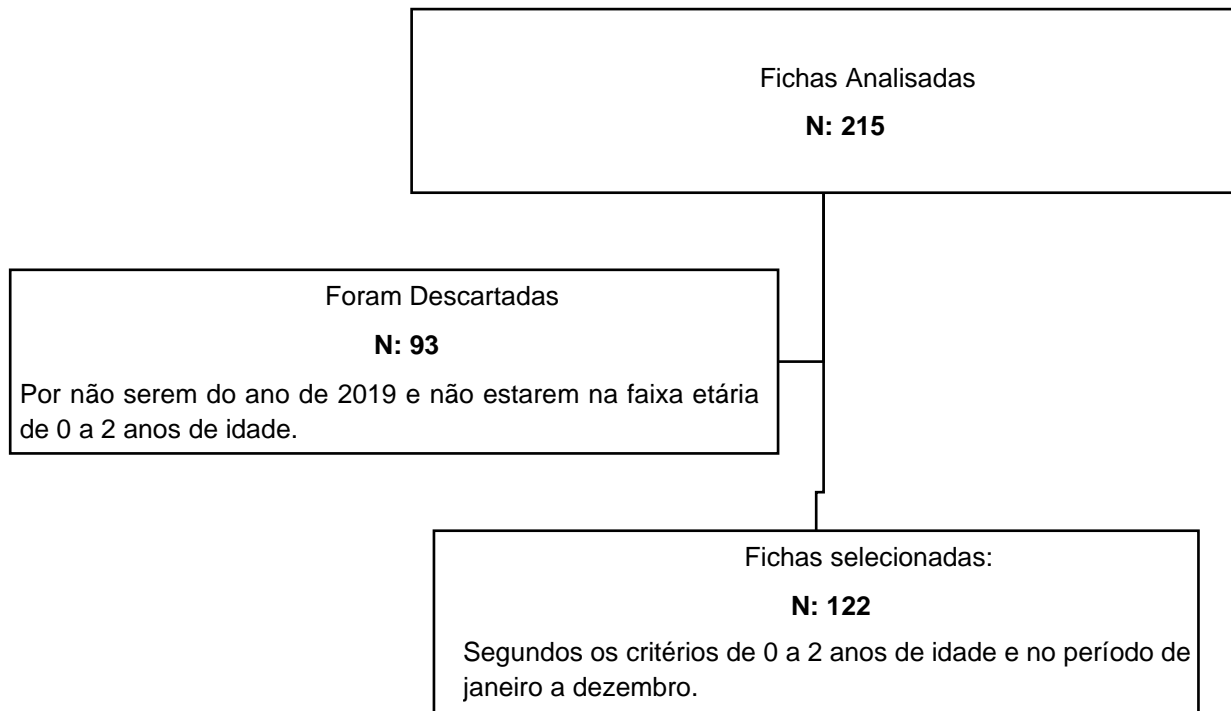 Fichas Analisadas
N: 215
Foram Descartadas
N: 93
Por não serem do ano de 2019 e não estarem na faixa etária
de 0 a 2 anos de idade.
Fichas selecionadas:
N: 122
Segundos os critérios de 0 a 2 anos de idade e no período de
janeiro a dezembro.